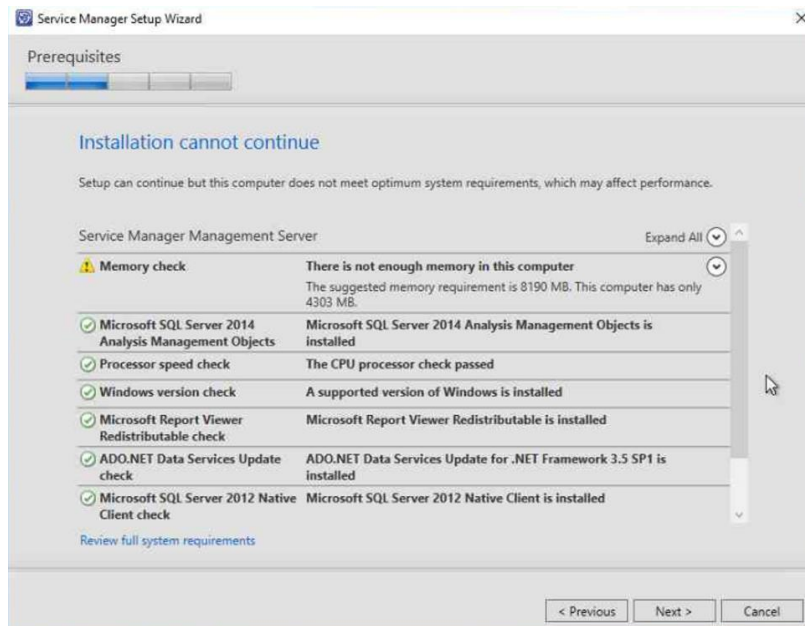 Service Manager Setup Wizard
Prerequisites
Installation cannot continue
Setup can continue but this computer does not meet optimum system requirements, which may affect performance.
Service Manager Management Server
Expand All
Memory check
There is not enough memory in this computer
The suggested memory requirement is 8190 MB. This computer has only
4303 MB.
Microsoft SQL Server 2014
Analysis Management Objects
Microsoft SQL Server 2014 Analysis Management Objects is
installed
Processor speed check
The CPU processor check passed
Windows version check
A supported version of Windows is installed
Microsoft Report Viewer
Redistributable check
Microsoft Report Viewer Redistributable is installed
ADO.NET Data Services Update
check
ADO.NET Data Services Update for .NET Framework 3.5 SP1 is
installed
Microsoft SQL Server 2012 Native
Client check
Microsoft SQL Server 2012 Native Client is installed
Review full system requirements
< Previous
Next >
Cancel